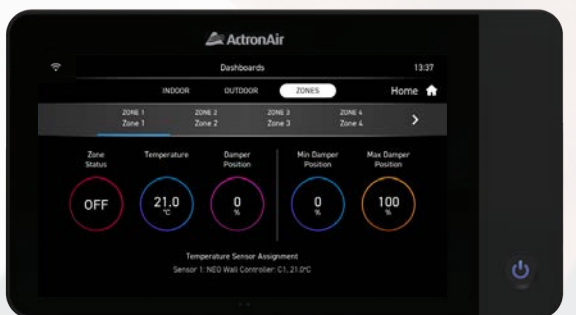 ActronAir
Dashboards 13:37
INDOOR OUTDOOR ZONES Home
ZONE 1 ZONE 2 ZONE 3 ZONE 4
Zone 1 Zone 2 Zone 3 Zone 4
Zone Temperature Damper Min Damper Max Damper
Status Position Position Position
OFF 21.0 0 0 100
°C % % %
Temperature Sensor Assignment
Sensor 1: NEO Wall Controller: C1, 21.0°C